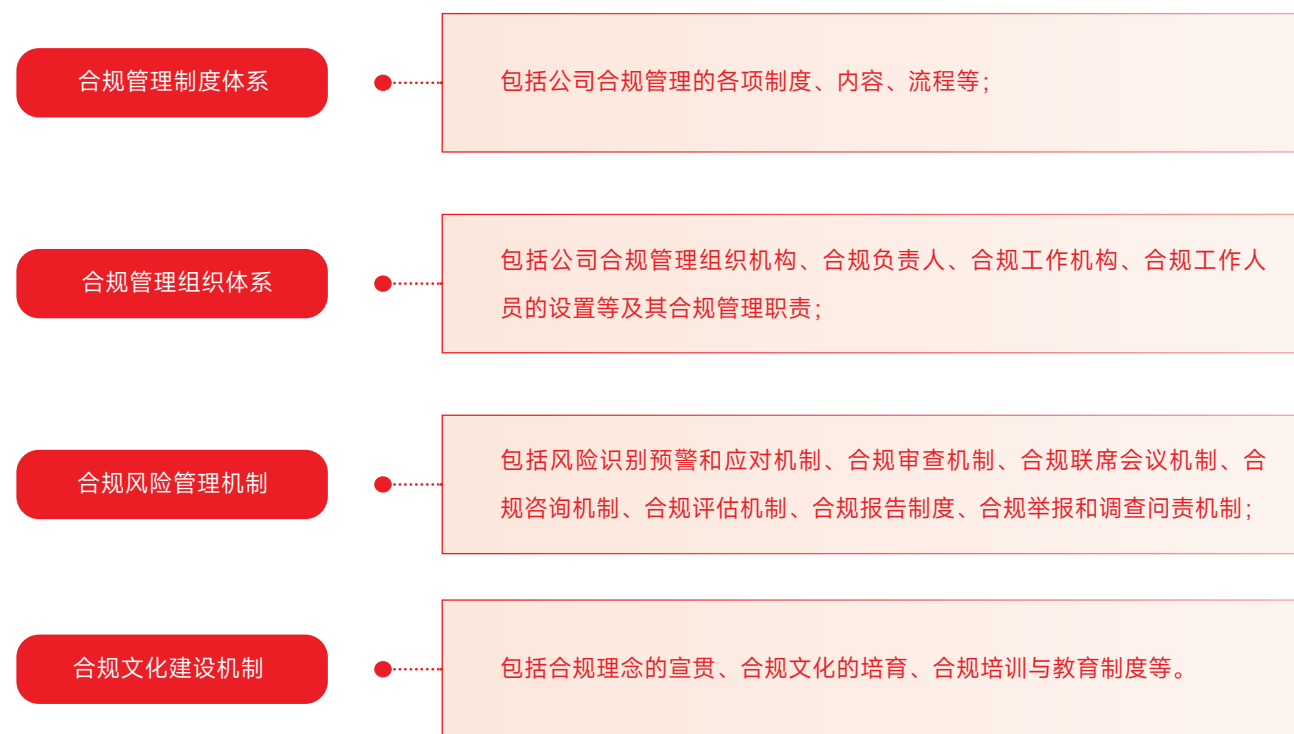 合规管理制度体系
包括公司合规管理的各项制度、内容、流程等；
合规管理组织体系
包括公司合规管理组织机构、合规负责人、合规工作机构、合规工作人
员的设置等及其合规管理职责；
合规风险管理机制
包括风险识别预警和应对机制、合规审查机制、合规联席会议机制、合
规咨询机制、合规评估机制、合规报告制度、合规举报和调查问责机制；
合规文化建设机制
包括合规理念的宣贯、合规文化的培育、合规培训与教育制度等。